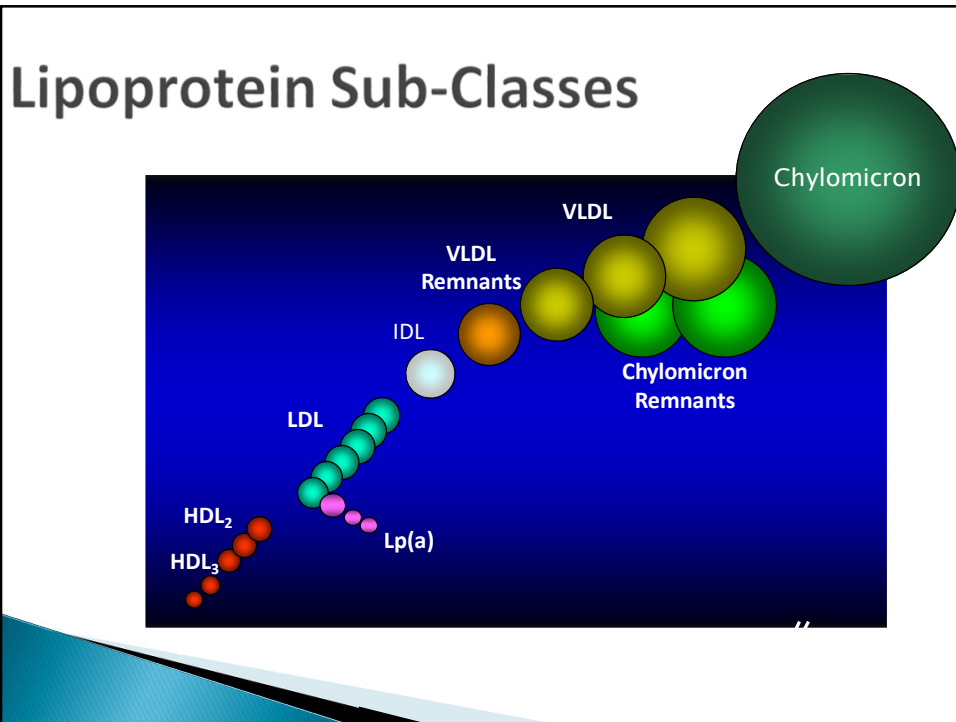 Lipoprotein Sub-Classes
Chylomicron
VLDL
VLDL
Remnants
IDL
Chylomicron
Remnants
LDL
HDL₂
Lp(a)
HDL₃
//